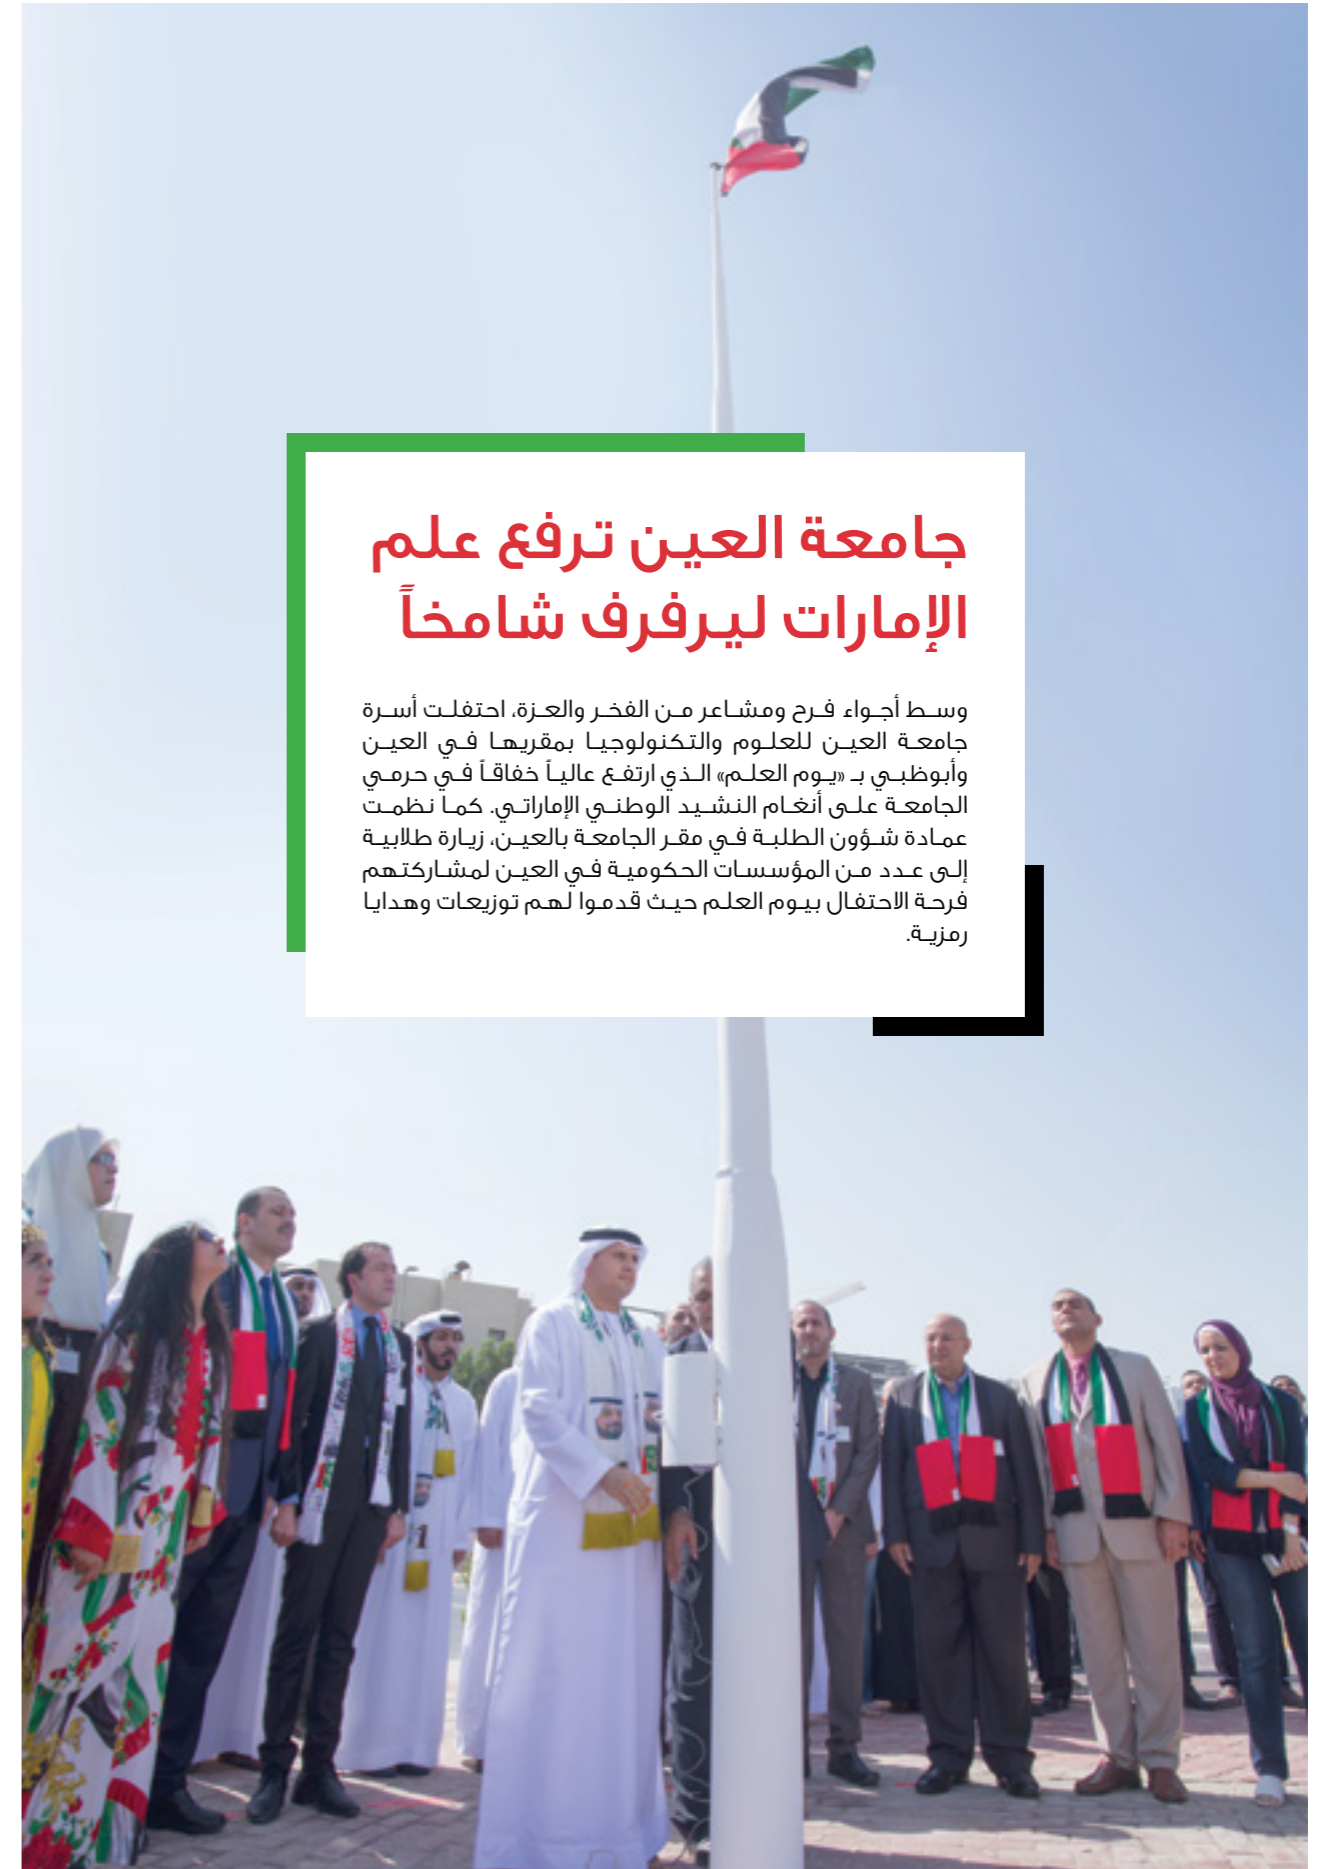 جامعة العين ترفع علم
الإمارات ليرفرف شامخاً
وسط أجواء فرح ومشاعر من الفخر والعزة، احتفلت أسرة
جامعة العين للعلوم والتكنولوجيا بمقريها في العين
وأبوظبي بـ «يوم العلم» الذي ارتفع عالياً خفاقاً في حرمي
الجامعة على أنغام النشيد الوطني الإماراتي. كما نظمت
عمادة شؤون الطلبة في مقر الجامعة بالعين، زيارة طلابية
إلى عدد من المؤسسات الحكومية في العين لمشاركتهم
فرحة الاحتفال بيوم العلم حيث قدموا لهم توزيعات وهدايا
رمزية.